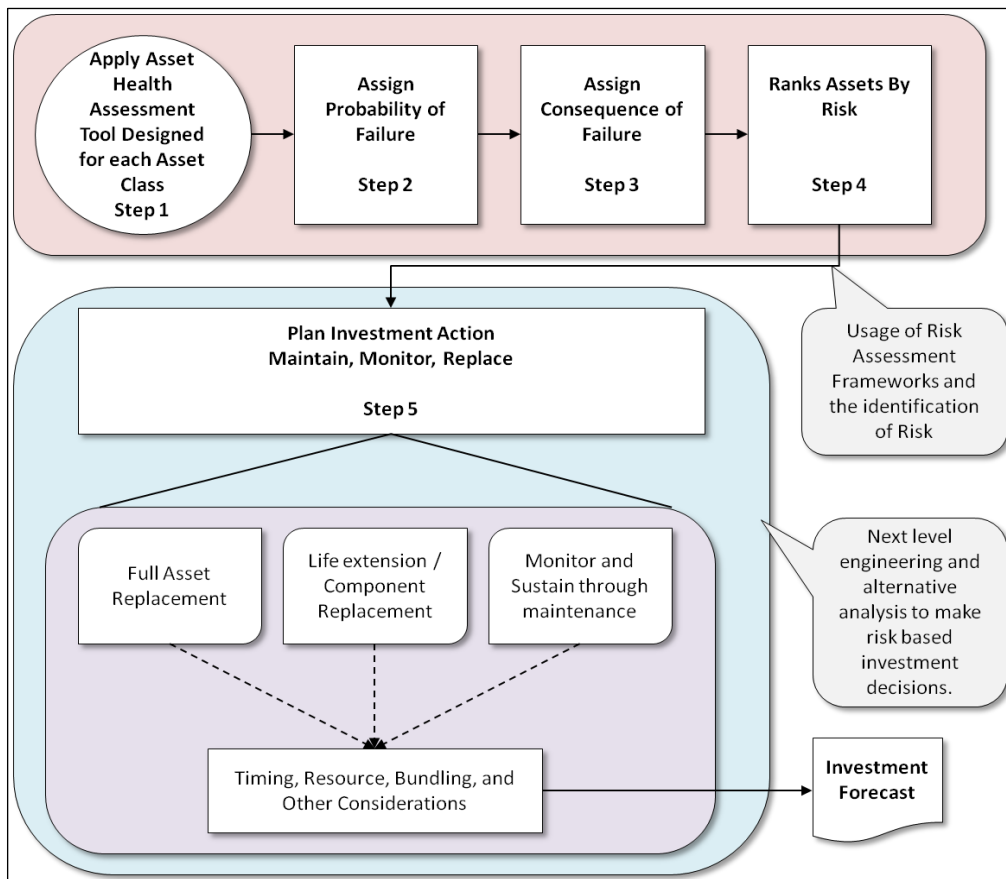 Apply Asset
Health
Assessment
Tool Designed
for each Asset
Class
Step 1
Assign
Probability of
Failure
Step 2
Assign
Consequence of
Failure
Step 3
Ranks Assets By
Risk
Step 4
Plan Investment Action
Maintain, Monitor, Replace
Step 5
Usage of Risk
Assessment
Frameworks and
the identification
of Risk
Full Asset
Replacement
Life extension /
Component
Replacement
Monitor and
Sustain through
maintenance
Next level
engineering and
alternative
analysis to make
risk based
investment
decisions.
Timing, Resource, Bundling, and
Other Considerations
Investment
Forecast